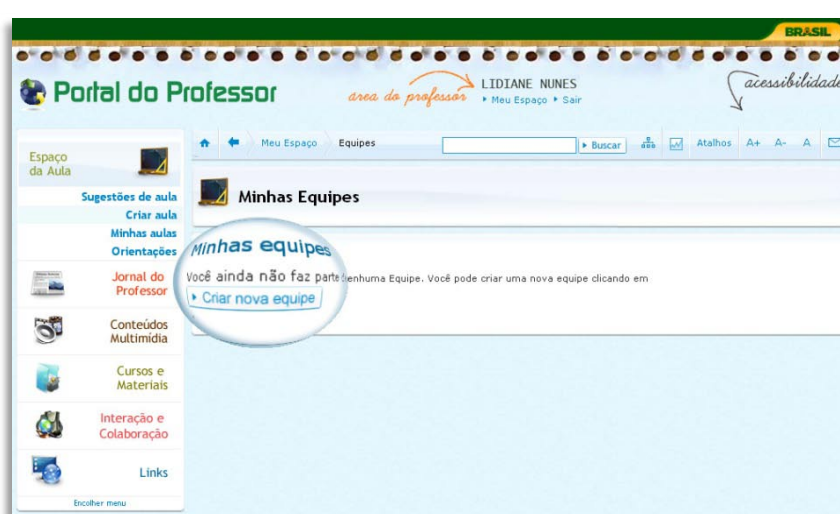 BRASIL
Portal do Professor
area do professor
LIDIANE NUNES
Meu Espaço Sair
acessibilidade
Meu Espaço Equipes
Buscar
Atalhos A+ A- A
Espaço
da Aula
Sugestões de aula
Criar aula
Minhas aulas
Orientações
Jornal do
Professor
Conteúdos
Multimídia
Cursos e
Materiais
Interação e
Colaboração
Links
Encolher menu
Minhas Equipes
Minhas equipes
Você ainda não faz parte nenhuma Equipe. Você pode criar uma nova equipe clicando em
Criar nova equipe